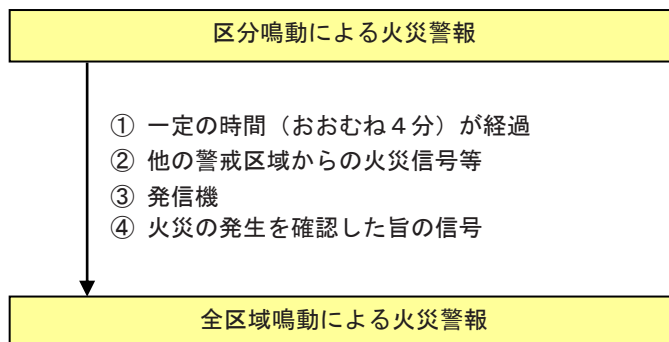 区分鳴動による火災警報
① 一定の時間（おおむね４分）が経過
② 他の警戒区域からの火災信号等
③ 発信機
④ 火災の発生を確認した旨の信号
全区域鳴動による火災警報